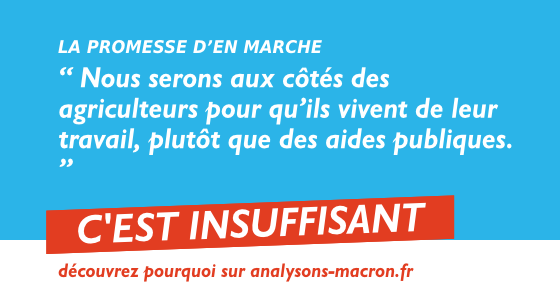 LA PROMESSE D’EN MARCHE
“ Nous serons aux côtés des
agriculteurs pour qu’ils vivent de leur
travail, plutôt que des aides publiques.
”
C'EST INSUFFISANT
découvrez pourquoi sur analysons-macron.fr